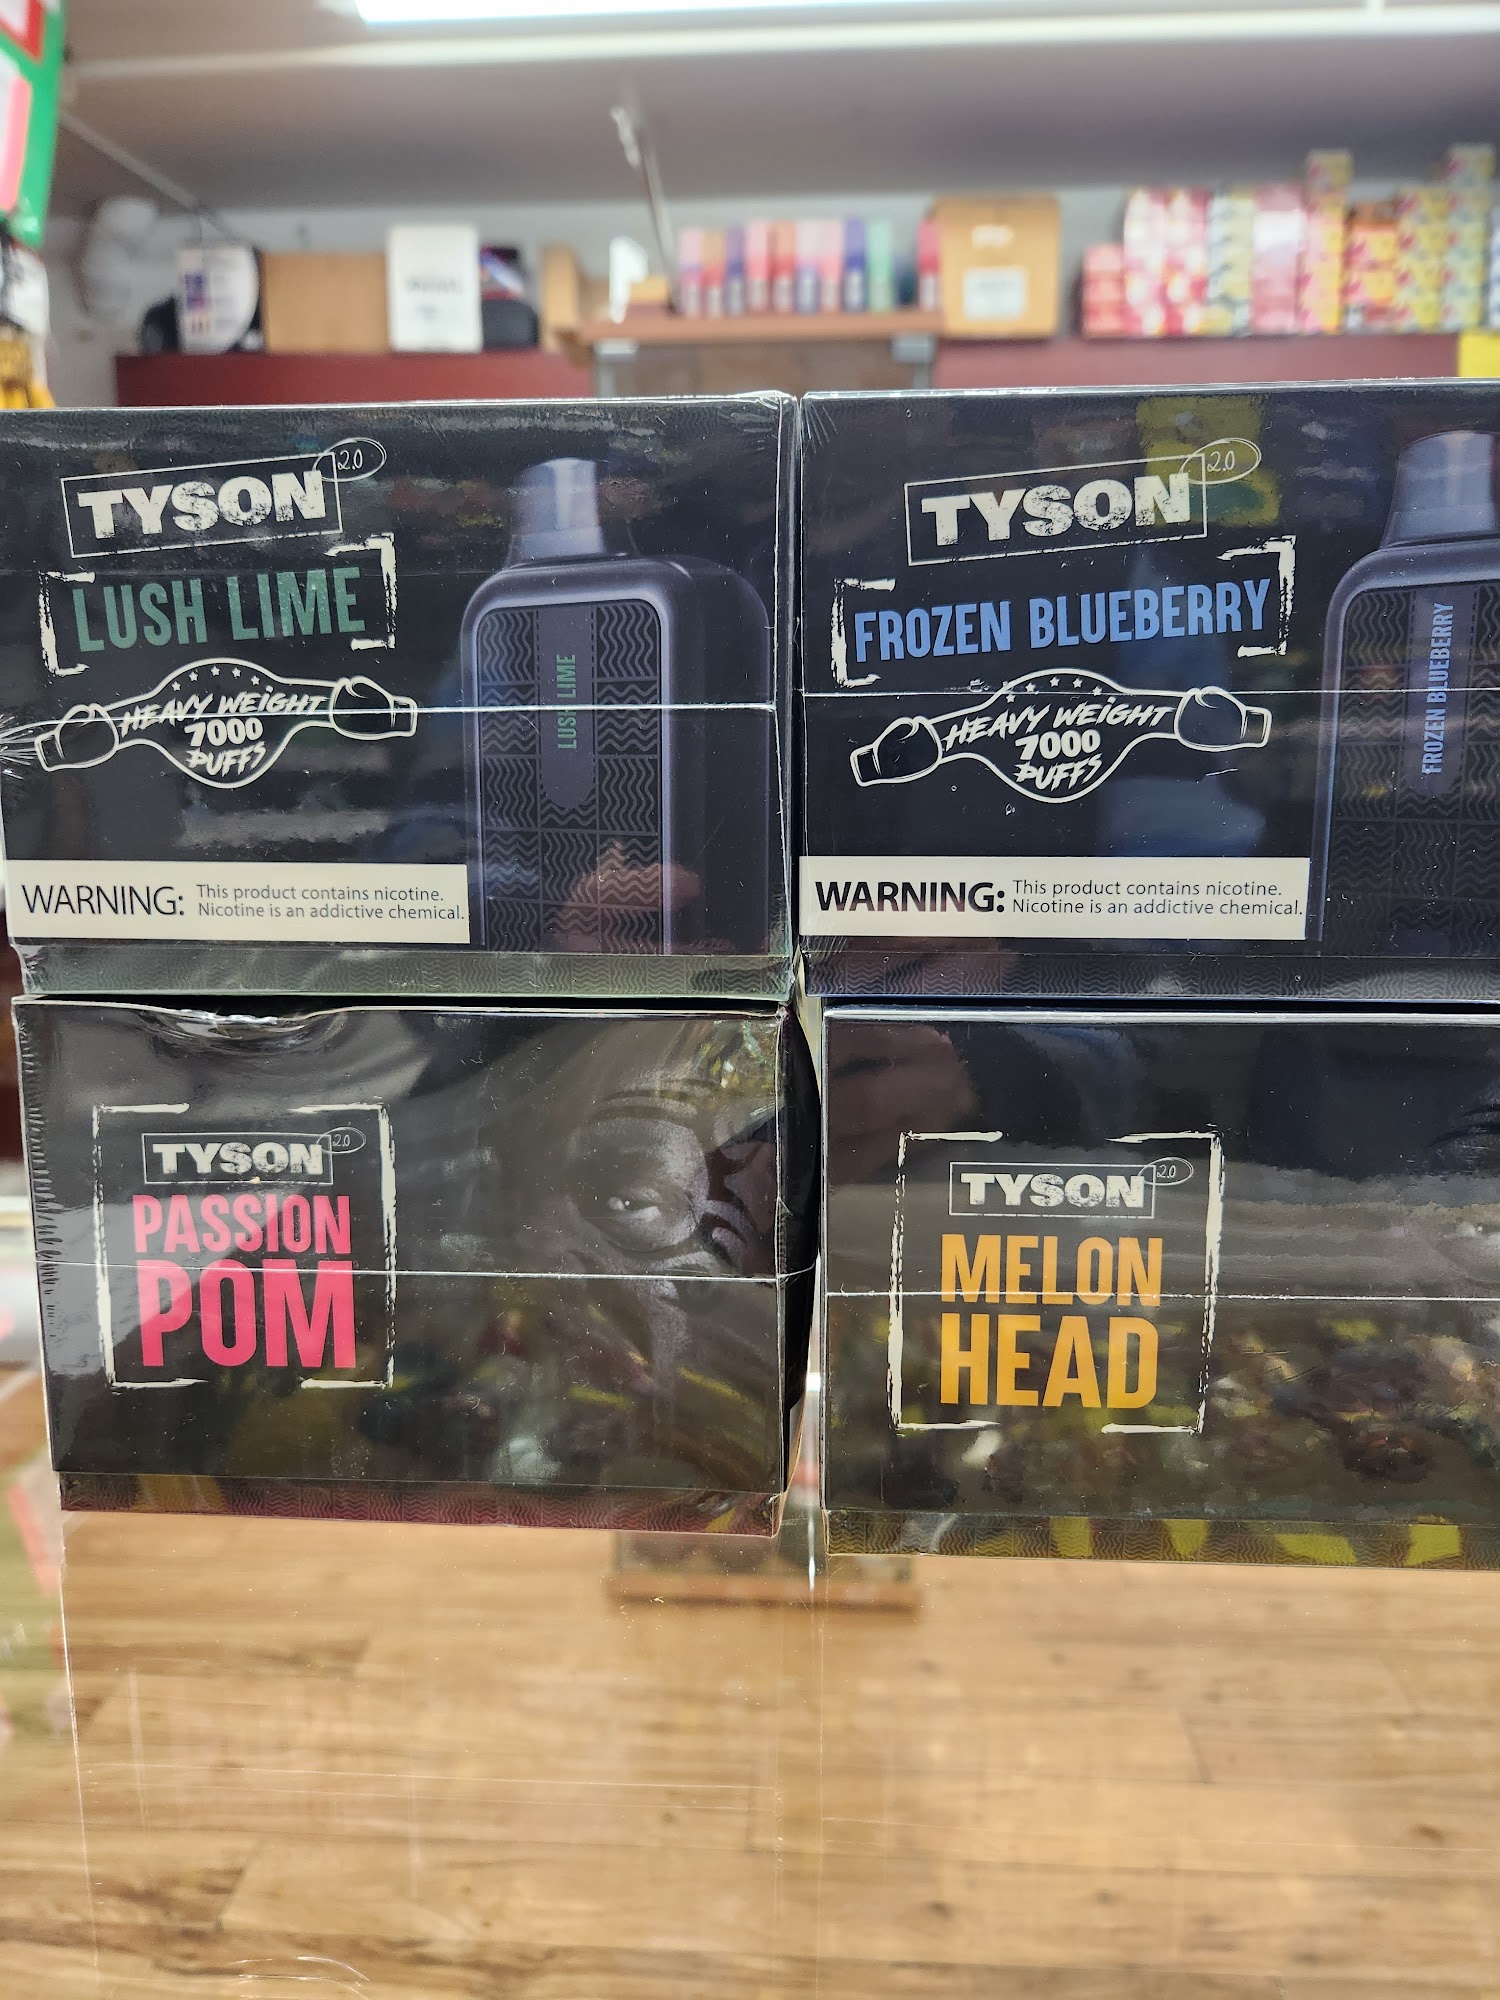 TYSON 2.0
LUSH LIME
HEAVY WEIGHT
7000
PUFFS
LUSH LIME
WARNING: This product contains nicotine.
Nicotine is an addictive chemical.
TYSON 2.0
FROZEN BLUEBERRY
HEAVY WEIGHT
7000
PUFFS
FROZEN BLUEBERRY
WARNING: This product contains nicotine.
Nicotine is an addictive chemical.
TYSON 2.0
PASSION
POM
TYSON 2.0
MELON
HEAD